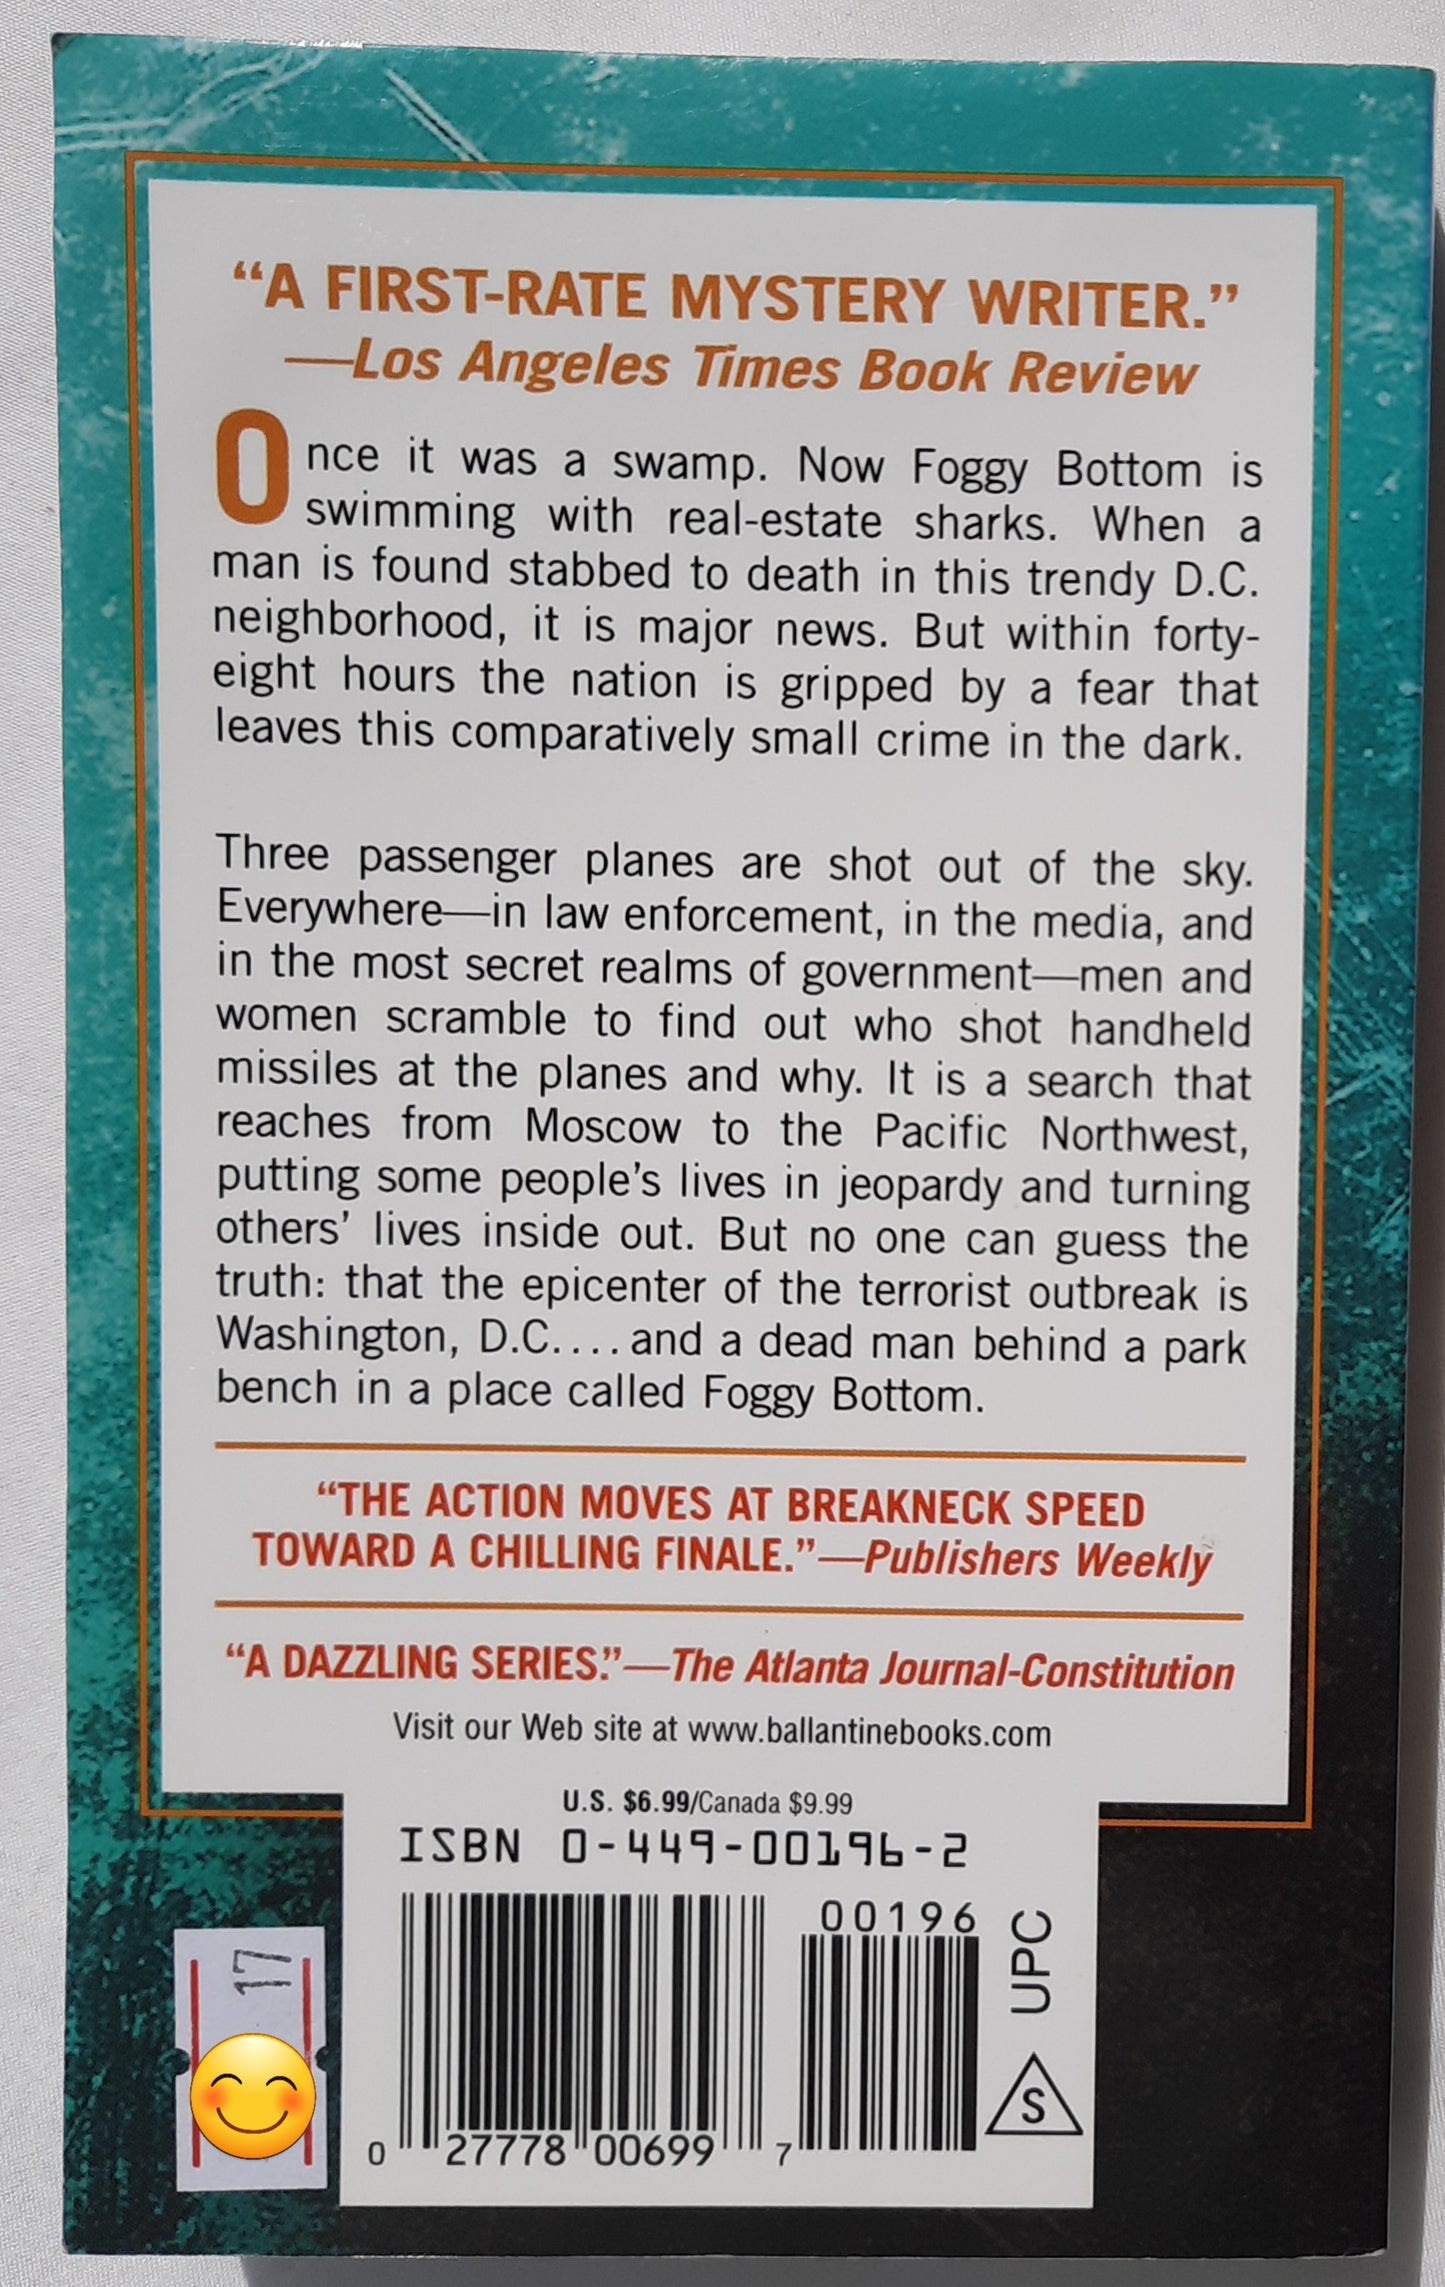 “A FIRST-RATE MYSTERY WRITER.”
—Los Angeles Times Book Review
Once it was a swamp. Now Foggy Bottom is
swimming with real-estate sharks. When a
man is found stabbed to death in this trendy D.C.
neighborhood, it is major news. But within forty-
eight hours the nation is gripped by a fear that
leaves this comparatively small crime in the dark.
Three passenger planes are shot out of the sky.
Everywhere—in law enforcement, in the media, and
in the most secret realms of government—men and
women scramble to find out who shot handheld
missiles at the planes and why. It is a search that
reaches from Moscow to the Pacific Northwest,
putting some people’s lives in jeopardy and turning
others’ lives inside out. But no one can guess the
truth: that the epicenter of the terrorist outbreak is
Washington, D.C. . . . and a dead man behind a park
bench in a place called Foggy Bottom.
“THE ACTION MOVES AT BREAKNECK SPEED
TOWARD A CHILLING FINALE.”—Publishers Weekly
“A DAZZLING SERIES.”—The Atlanta Journal-Constitution
Visit our Web site at www.ballantinebooks.com
U.S. $6.99/Canada $9.99
ISBN 0-449-00196-2
00196
UPC
S
17
0 27778 00699 7